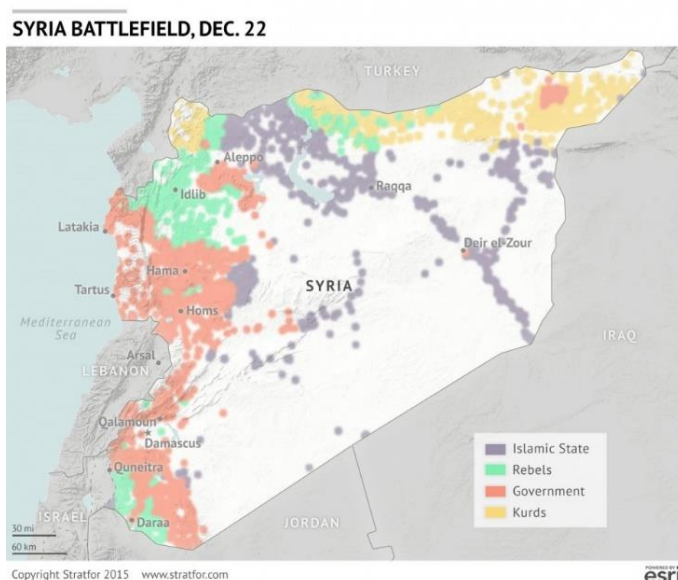 SYRIA BATTLEFIELD, DEC. 22
TURKEY
Aleppo
Raqqa
Idlib
Latakia
Deir el-Zour
Hama
SYRIA
Tartus
Homs
Mediterranean
Sea
IRAQ
Arsal
LEBANON
Qalamoun
Damascus
Islamic State
Quneitra
Rebels
Government
Kurds
ISRAEL
Daraa
JORDAN
30 mi
60 km
Copyright Stratfor 2015 www.stratfor.com
POWERED BY
esri